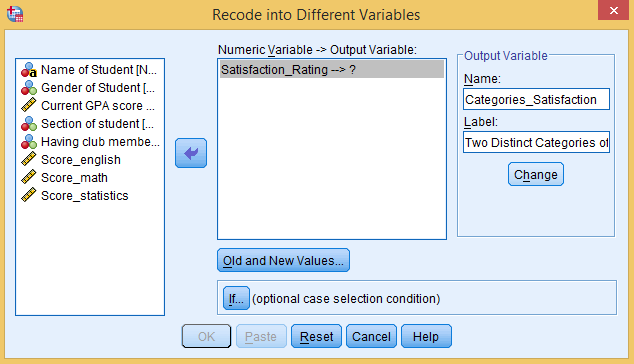 Recode into Different Variables
Name of Student [N...
Gender of Student [...
Current GPA score ...
Section of student [...
Having club membe...
Score_english
Score_math
Score_statistics
Numeric Variable -> Output Variable:
Satisfaction_Rating --> ?
Output Variable
Name:
Categories_Satisfaction
Label:
Two Distinct Categories of
Change
Old and New Values...
If... (optional case selection condition)
OK Paste Reset Cancel Help